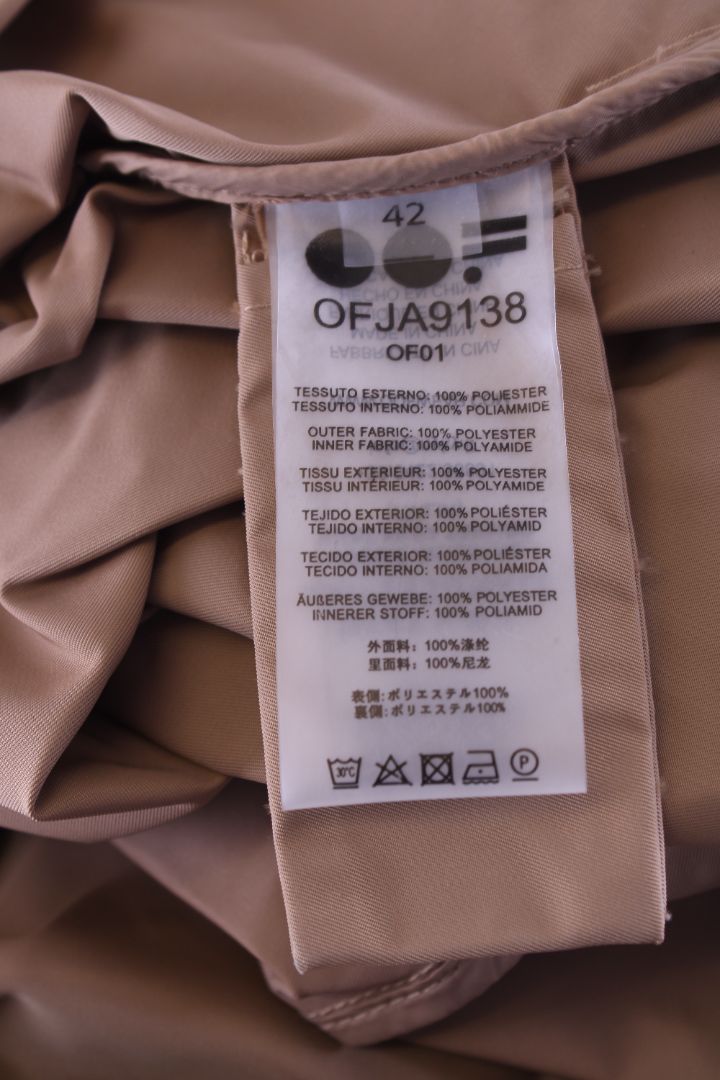 42
OFJA9138
OF01
TESSUTO ESTERNO: 100% POLIESTER
TESSUTO INTERNO: 100% POLIAMMIDE
OUTER FABRIC: 100% POLYESTER
INNER FABRIC: 100% POLYAMIDE
TISSU EXTERIEUR: 100% POLYESTER
TISSU INTÉRIEUR: 100% POLYAMIDE
TEJIDO EXTERIOR: 100% POLIÉSTER
TEJIDO INTERNO: 100% POLYAMID
TECIDO EXTERIOR: 100% POLIÉSTER
TECIDO INTERNO: 100% POLIAMIDA
ÄUßERES GEWEBE: 100% POLYESTER
INNERER STOFF: 100% POLIAMID
外面料：100%涤纶
里面料：100%尼龙
表側:ポリエステル100%
裏側:ポリエステル100%
30°C
P